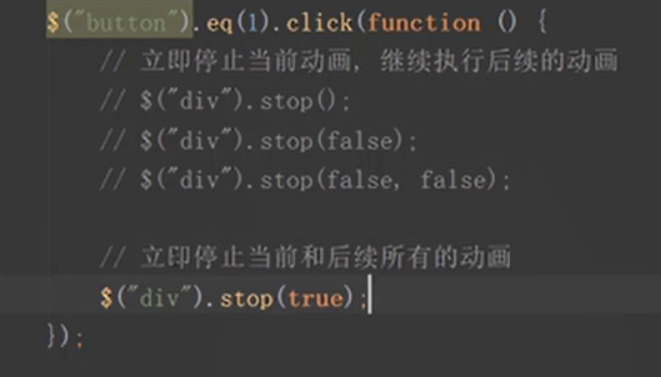 $("button").eq(1).click(function () {
// 立即停止当前动画, 继续执行后续的动画
// $("div").stop();
// $("div").stop(false);
// $("div").stop(false, false);
// 立即停止当前和后续所有的动画
$("div").stop(true);
});